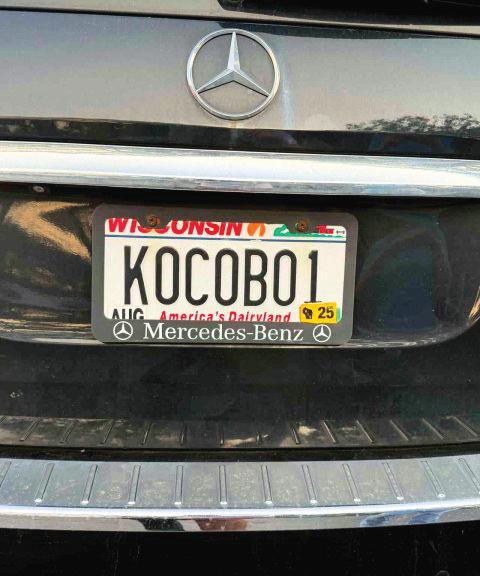 WISCONSIN
KOCOBO1
AUG America's Dairyland 25
Mercedes-Benz